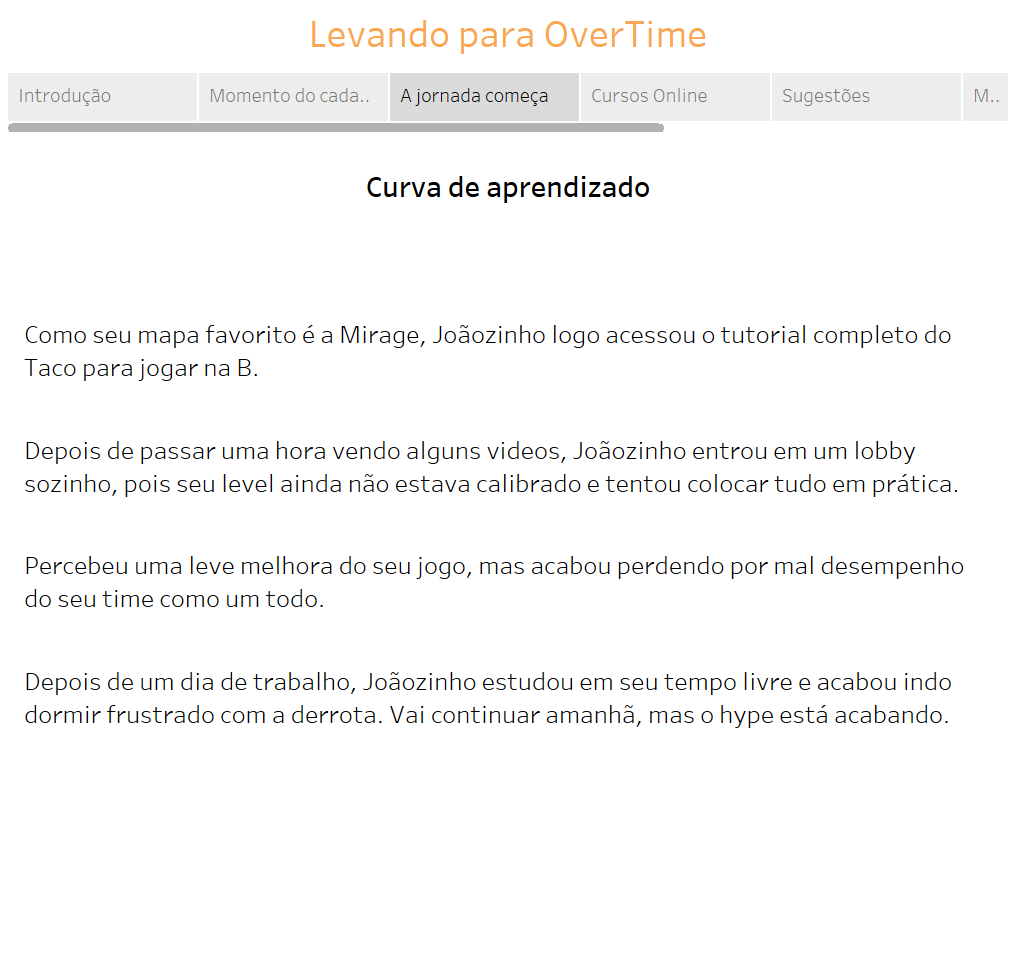 Levando para OverTime
Introdução
Momento do cada..
A jornada começa
Cursos Online
Sugestões
M..
Curva de aprendizado
Como seu mapa favorito é a Mirage, Joãozinho logo acessou o tutorial completo do
Taco para jogar na B.
Depois de passar uma hora vendo alguns videos, Joãozinho entrou em um lobby
sozinho, pois seu level ainda não estava calibrado e tentou colocar tudo em prática.
Percebeu uma leve melhora do seu jogo, mas acabou perdendo por mal desempenho
do seu time como um todo.
Depois de um dia de trabalho, Joãozinho estudou em seu tempo livre e acabou indo
dormir frustrado com a derrota. Vai continuar amanhã, mas o hype está acabando.